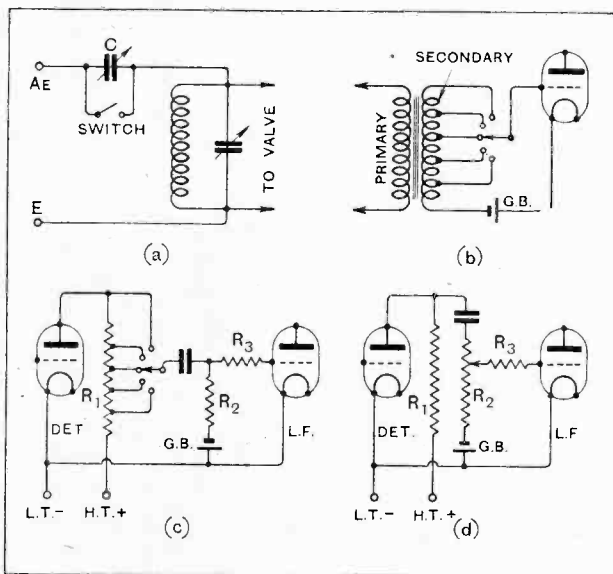 C
AE
SWITCH
E
TO VALVE
(a)
SECONDARY
PRIMARY
G.B.
(b)
R1
DET
R3
R2
G.B.
L.F.
L.T.-
H.T.+
(c)
R1
DET.
R3
R2
G.B.
L.F
L.T.-
H.T.+
(d)